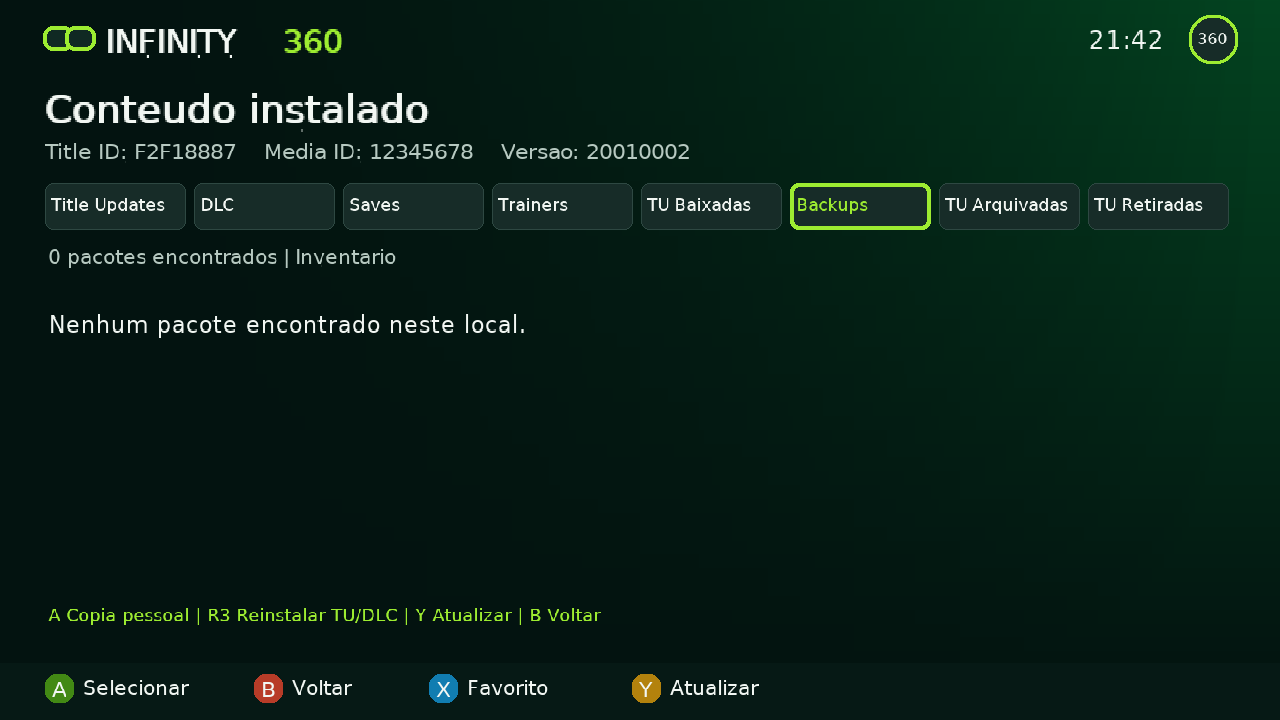 INFINITY 360 21:42 360
Conteudo instalado
Title ID: F2F18887 Media ID: 12345678 Versao: 20010002
Title Updates DLC Saves Trainers TU Baixadas Backups TU Arquivadas TU Retiradas
0 pacotes encontrados | Inventario
Nenhum pacote encontrado neste local.
A Copia pessoal | R3 Reinstalar TU/DLC | Y Atualizar | B Voltar
A Selecionar B Voltar X Favorito Y Atualizar